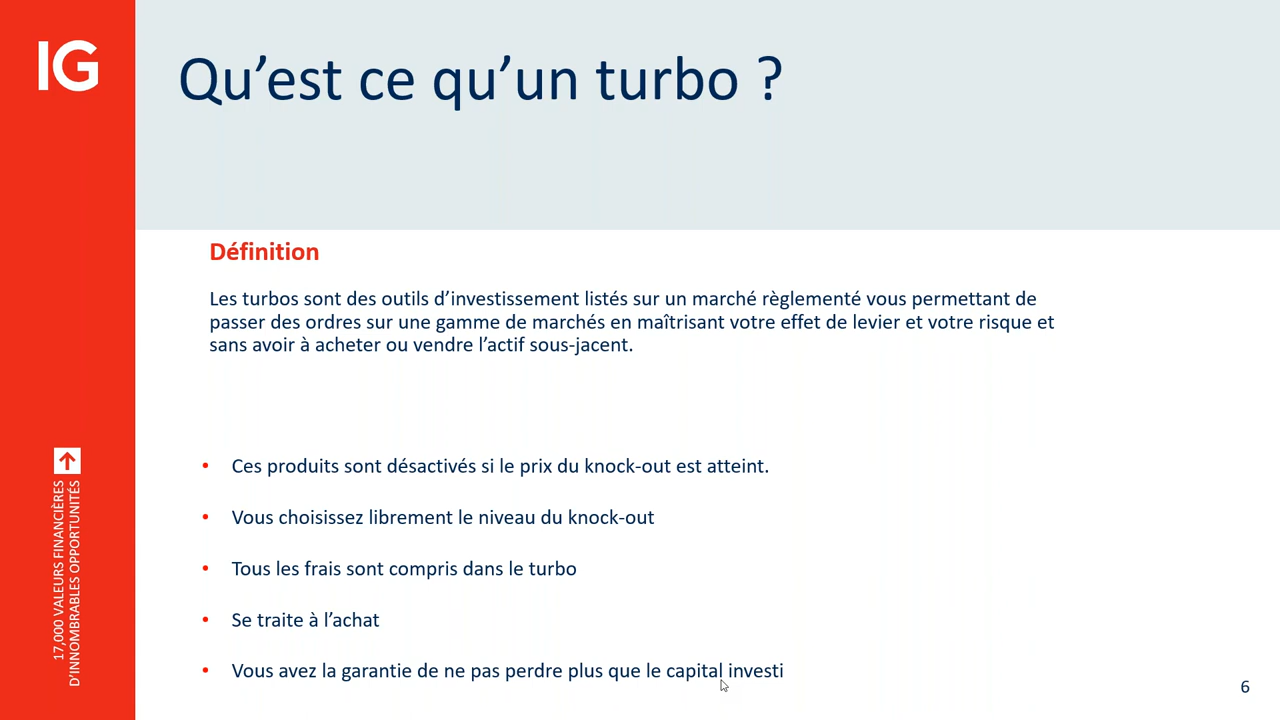 IG
Qu’est ce qu’un turbo ?
Définition
Les turbos sont des outils d’investissement listés sur un marché règlementé vous permettant de
passer des ordres sur une gamme de marchés en maîtrisant votre effet de levier et votre risque et
sans avoir à acheter ou vendre l’actif sous-jacent.
• Ces produits sont désactivés si le prix du knock-out est atteint.
• Vous choisissez librement le niveau du knock-out
• Tous les frais sont compris dans le turbo
• Se traite à l’achat
• Vous avez la garantie de ne pas perdre plus que le capital investi
17,000 VALEURS FINANCIÈRES
D’INNOMBRABLES OPPORTUNITÉS
6